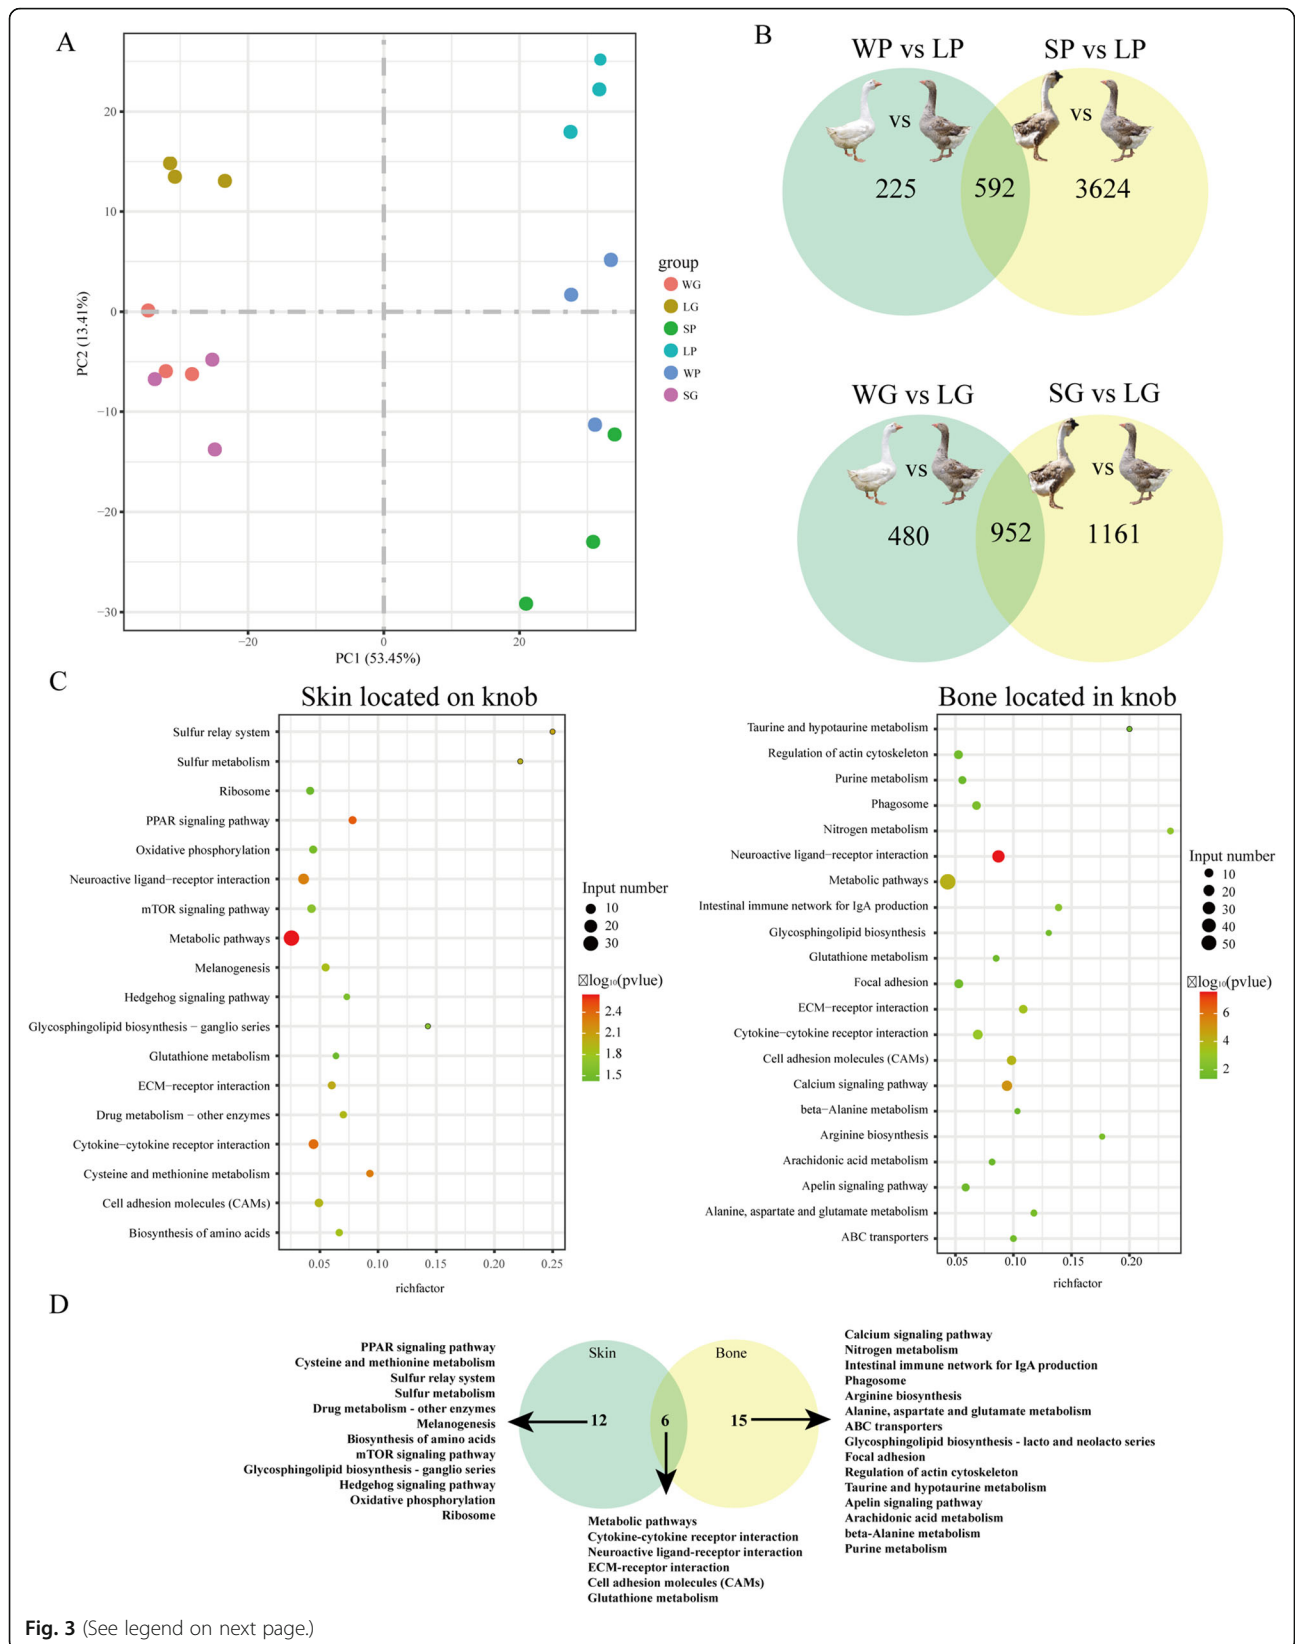 A
20
10
0
−10
−20
−30
−20
0
20
PC2 (13.41%)
PC1 (53.45%)
group
WG
LG
SP
LP
WP
SG
B
WP vs LP
SP vs LP
vs
vs
225
592
3624
WG vs LG
SG vs LG
vs
vs
480
952
1161
C
Skin located on knob
Sulfur relay system
Sulfur metabolism
Ribosome
PPAR signaling pathway
Oxidative phosphorylation
Neuroactive ligand−receptor interaction
mTOR signaling pathway
Metabolic pathways
Melanogenesis
Hedgehog signaling pathway
Glycosphingolipid biosynthesis − ganglio series
Glutathione metabolism
ECM−receptor interaction
Drug metabolism − other enzymes
Cytokine−cytokine receptor interaction
Cysteine and methionine metabolism
Cell adhesion molecules (CAMs)
Biosynthesis of amino acids
0.05
0.10
0.15
0.20
0.25
richfactor
Input number
10
20
30
log₁₀(pvlue)
2.4
2.1
1.8
1.5
Bone located in knob
Taurine and hypotaurine metabolism
Regulation of actin cytoskeleton
Purine metabolism
Phagosome
Nitrogen metabolism
Neuroactive ligand−receptor interaction
Metabolic pathways
Intestinal immune network for IgA production
Glycosphingolipid biosynthesis
Glutathione metabolism
Focal adhesion
ECM−receptor interaction
Cytokine−cytokine receptor interaction
Cell adhesion molecules (CAMs)
Calcium signaling pathway
beta−Alanine metabolism
Arginine biosynthesis
Arachidonic acid metabolism
Apelin signaling pathway
Alanine, aspartate and glutamate metabolism
ABC transporters
0.05
0.10
0.15
0.20
richfactor
Input number
10
20
30
40
50
log₁₀(pvlue)
6
4
2
D
PPAR signaling pathway
Cysteine and methionine metabolism
Sulfur relay system
Sulfur metabolism
Drug metabolism - other enzymes
Melanogenesis
Biosynthesis of amino acids
mTOR signaling pathway
Glycosphingolipid biosynthesis - ganglio series
Hedgehog signaling pathway
Oxidative phosphorylation
Ribosome
Skin
Bone
12
6
15
Metabolic pathways
Cytokine-cytokine receptor interaction
Neuroactive ligand-receptor interaction
ECM-receptor interaction
Cell adhesion molecules (CAMs)
Glutathione metabolism
Calcium signaling pathway
Nitrogen metabolism
Intestinal immune network for IgA production
Phagosome
Arginine biosynthesis
Alanine, aspartate and glutamate metabolism
ABC transporters
Glycosphingolipid biosynthesis - lacto and neolacto series
Focal adhesion
Regulation of actin cytoskeleton
Taurine and hypotaurine metabolism
Apelin signaling pathway
Arachidonic acid metabolism
beta-Alanine metabolism
Purine metabolism
Fig. 3 (See legend on next page.)